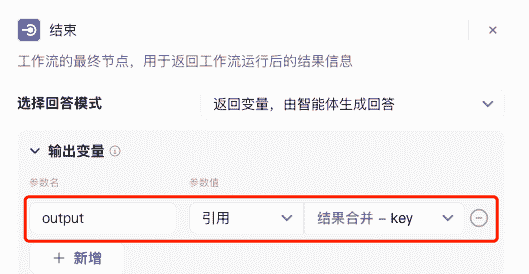 结束
工作流的最终节点，用于返回工作流运行后的结果信息
选择回答模式
返回变量，由智能体生成回答
输出变量
参数名 参数值
output 引用 结果合并 - key
+ 新增